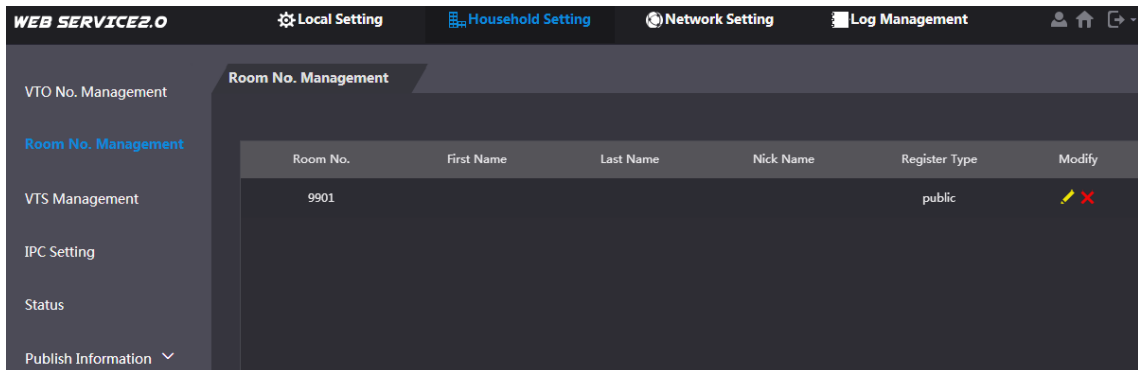 WEB SERVICE2.0 Local Setting Household Setting Network Setting Log Management
Room No. Management
VTO No. Management
Room No. Management
VTS Management
IPC Setting
Status
Publish Information
Room No. First Name Last Name Nick Name Register Type Modify
9901 public